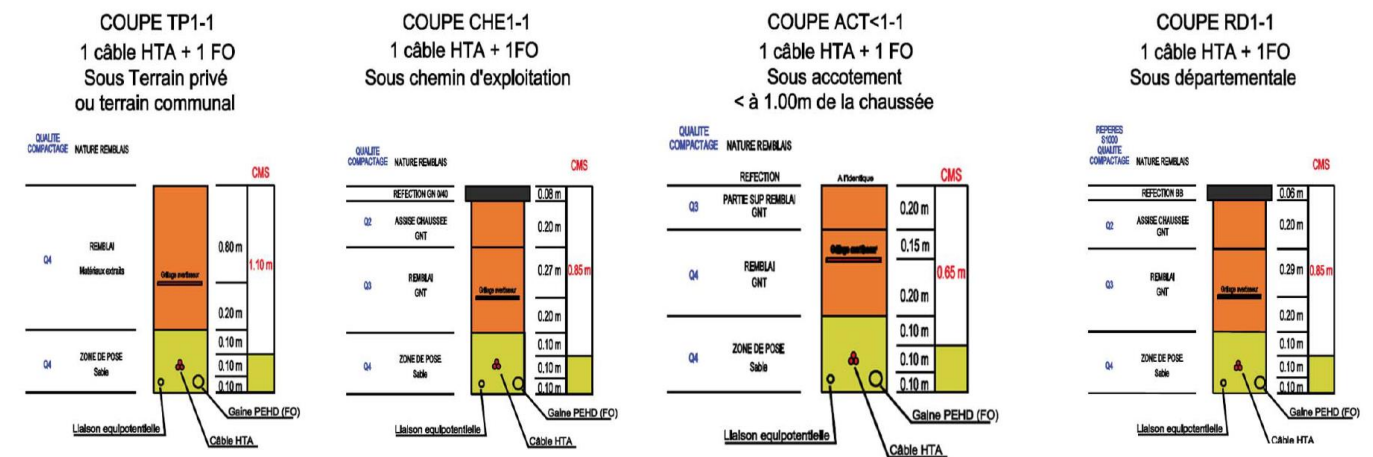 COUPE TP1-1
1 câble HTA + 1 FO
Sous Terrain privé
ou terrain communal
QUALITE
COMPACTAGE NATURE REMBLAIS
CMS
Q4
REMBLAI
Matériaux extraits
Grillage avertisseur
0.80 m
1.10 m
0.20 m
0.10 m
Q4
ZONE DE POSE
Sable
0.10 m
0.10 m
Gaine PEHD (FO)
Liaison equipotentielle
Câble HTA
COUPE CHE1-1
1 câble HTA + 1FO
Sous chemin d'exploitation
QUALITE
COMPACTAGE NATURE REMBLAIS
CMS
REFECTION GN 0/40
0.08 m
Q2
ASSISE CHAUSSEE
GNT
0.20 m
Q3
REMBLAI
GNT
Grillage avertisseur
0.27 m
0.85 m
0.20 m
0.10 m
Q4
ZONE DE POSE
Sable
0.10 m
0.10 m
Gaine PEHD (FO)
Liaison equipotentielle
Câble HTA
COUPE ACT<1-1
1 câble HTA + 1 FO
Sous accotement
< à 1.00m de la chaussée
QUALITE
COMPACTAGE NATURE REMBLAIS
REFECTION
A l'identique
CMS
Q3
PARTIE SUP REMBLAI
GNT
0.20 m
Grillage avertisseur
0.15 m
Q4
REMBLAI
GNT
0.65 m
0.20 m
0.10 m
Q4
ZONE DE POSE
Sable
0.10 m
0.10 m
Gaine PEHD (FO)
Liaison equipotentielle
Câble HTA
COUPE RD1-1
1 câble HTA + 1FO
Sous départementale
REPERES
S1000
QUALITE
COMPACTAGE NATURE REMBLAIS
CMS
REFECTION BB
0.06 m
Q2
ASSISE CHAUSSEE
GNT
0.20 m
Q3
REMBLAI
GNT
Grillage avertisseur
0.29 m
0.85 m
0.20 m
0.10 m
Q4
ZONE DE POSE
Sable
0.10 m
0.10 m
Gaine PEHD (FO)
Liaison equipotentielle
Câble HTA